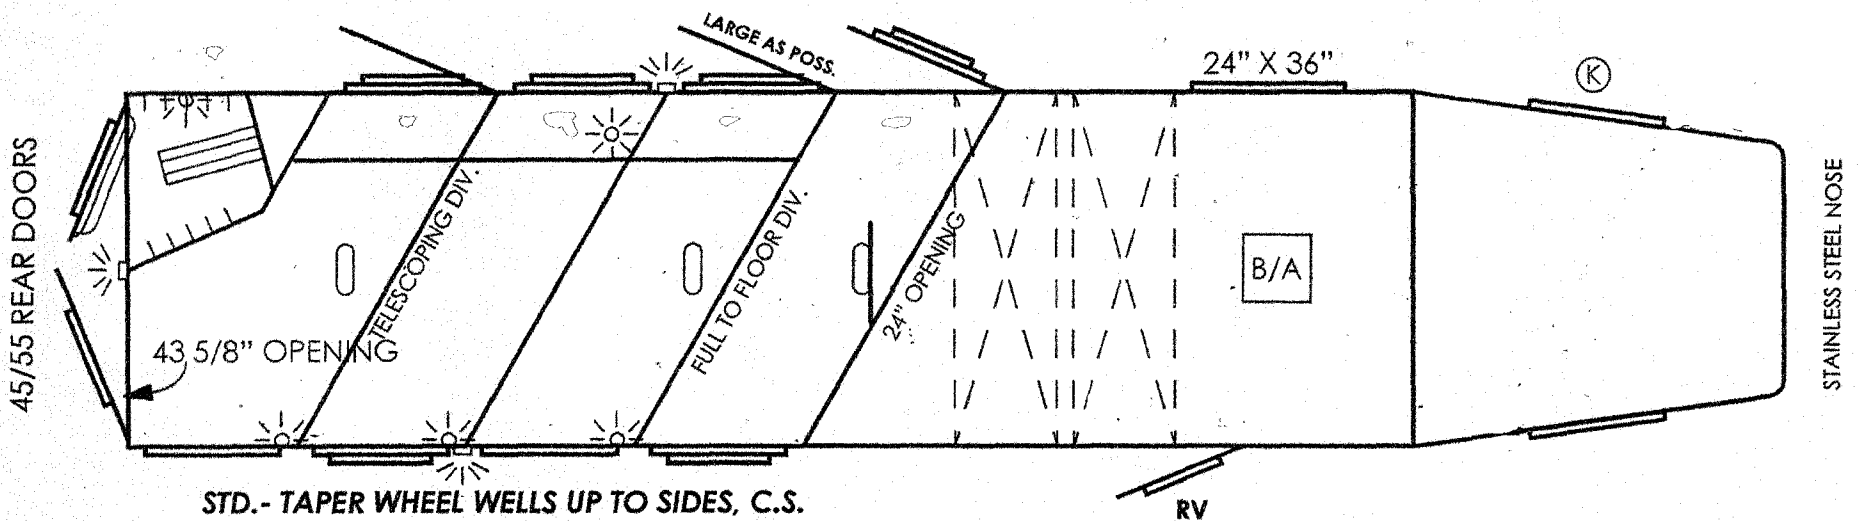 LARGE AS POSS.
24” X 36”
K
45/55 REAR DOORS
TELESCOPING DIV.
FULL TO FLOOR DIV.
24” OPENING
B/A
STAINLESS STEEL NOSE
43 5/8” OPENING
STD.- TAPER WHEEL WELLS UP TO SIDES, C.S.
RV